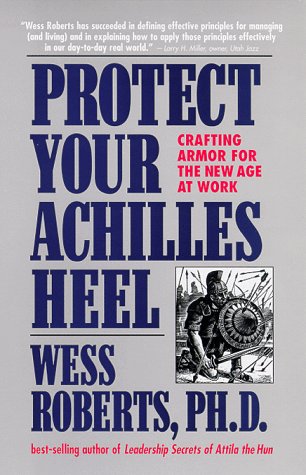 "Wess Roberts has succeeded in defining effective principles for managing
(and living) and in explaining how to apply those principles effectively
in our day-to-day real world." – Larry H. Miller, owner, Utah Jazz
PROTECT
YOUR
ACHILLES
HEEL
CRAFTING
ARMOR FOR
THE NEW AGE
AT WORK
WESS
ROBERTS, PH.D.
best-selling author of Leadership Secrets of Attila the Hun